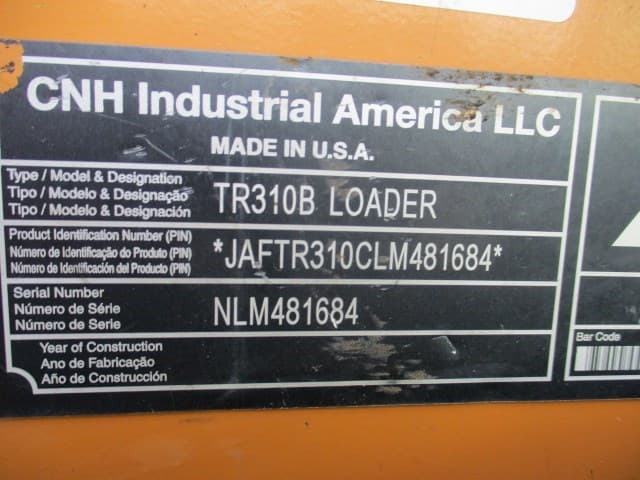 CNH Industrial America LLC
MADE IN U.S.A.
Type / Model & Designation
Tipo / Modelo & Designação
Tipo / Modelo & Designación
TR310B LOADER
Product Identification Number (PIN)
Número de Identificação do Produto (PIN)
Número de Identificación del Producto (PIN)
*JAFTR310CLM481684*
Serial Number
Número de Série
Número de Serie
NLM481684
Year of Construction
Ano de Fabricação
Año de Construcción
Bar Code